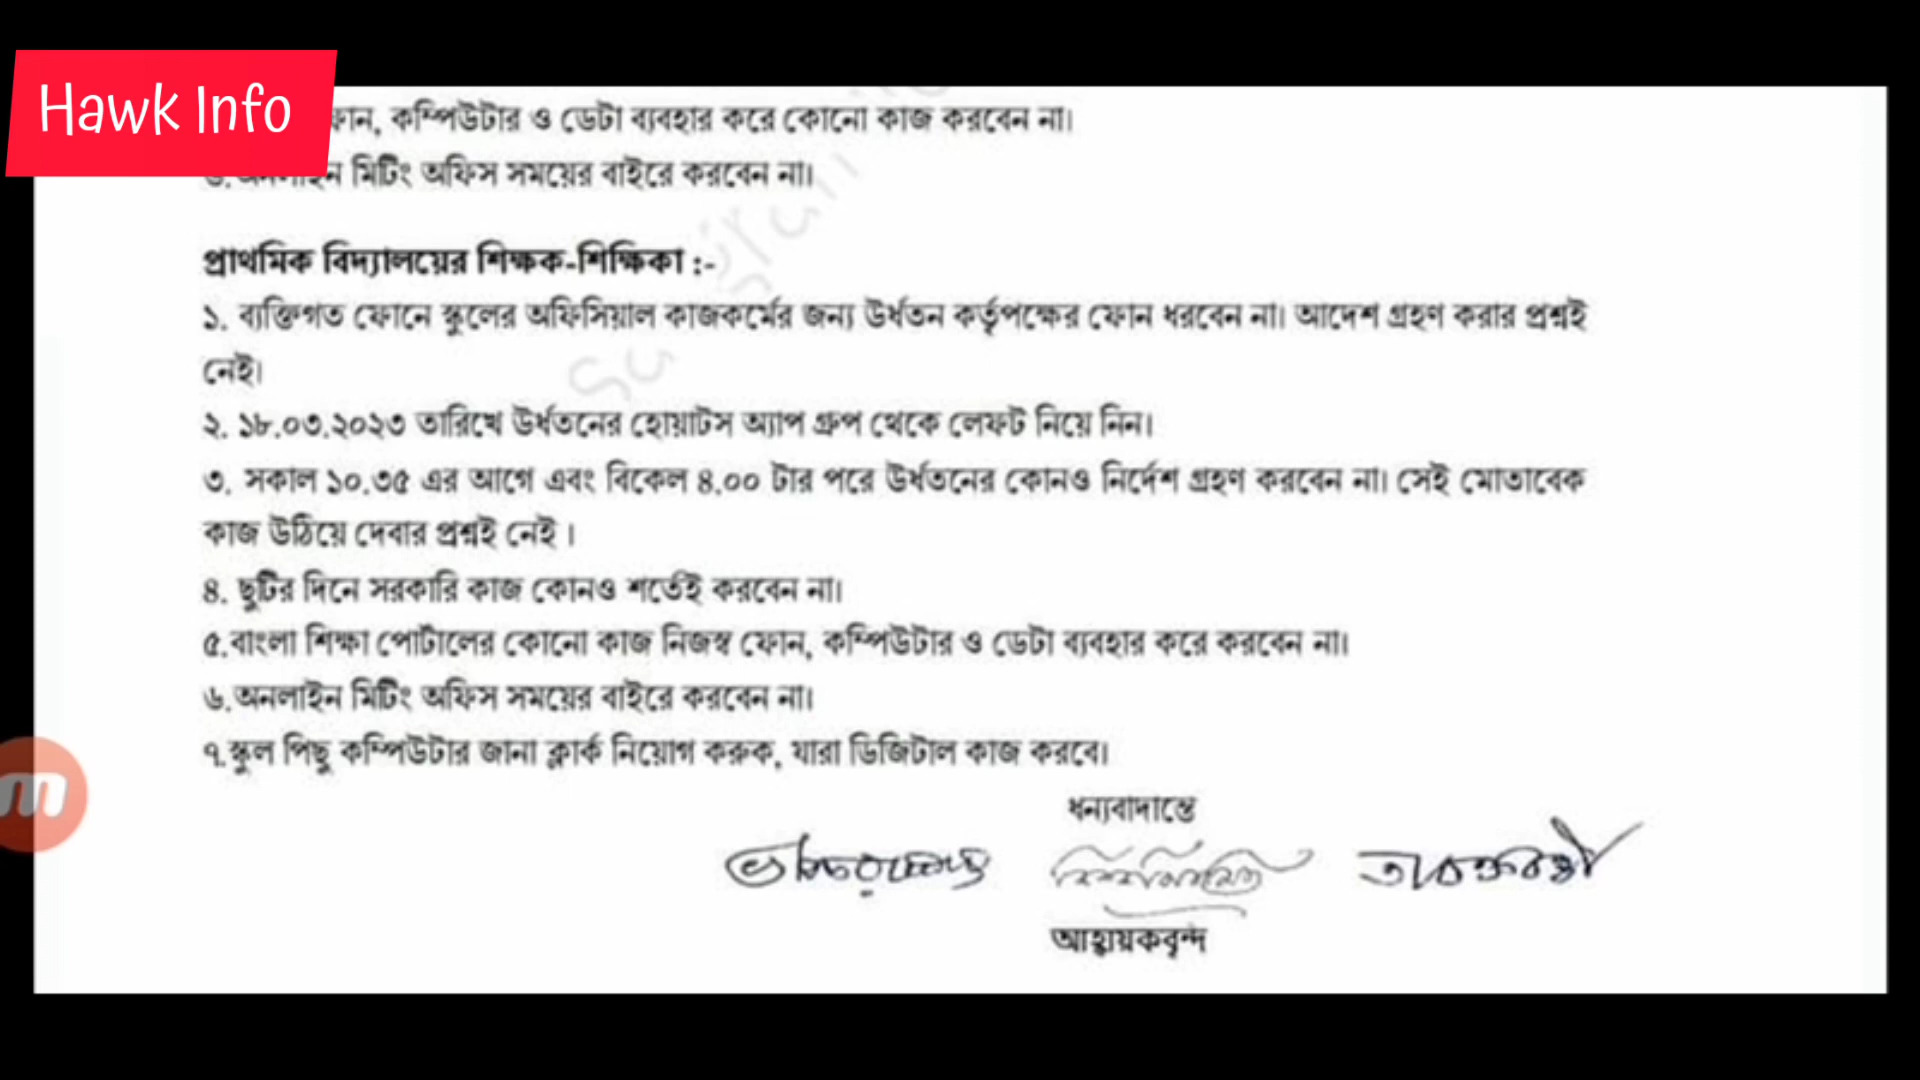 Hawk Info
ফোন, কম্পিউটার ও ডেটা ব্যবহার করে কোনো কাজ করবেন না।
৬.অনলাইন মিটিং অফিস সময়ের বাইরে করবেন না।
প্রাথমিক বিদ্যালয়ের শিক্ষক-শিক্ষিকা :-
১. ব্যক্তিগত ফোনে স্কুলের অফিসিয়াল কাজকর্মের জন্য উর্ধতন কর্তৃপক্ষের ফোন ধরবেন না। আদেশ গ্রহণ করার প্রশ্নই
নেই।
২. ১৮.০৩.২০২৩ তারিখে উর্ধতনের হোয়াটস অ্যাপ গ্রুপ থেকে লেফট নিয়ে নিন।
৩. সকাল ১০.৩৫ এর আগে এবং বিকেল ৪.০০ টার পরে উর্ধতনের কোনও নির্দেশ গ্রহণ করবেন না। সেই মোতাবেক
কাজ উঠিয়ে দেবার প্রশ্নই নেই ।
৪. ছুটির দিনে সরকারি কাজ কোনও শর্তেই করবেন না।
৫.বাংলা শিক্ষা পোর্টালের কোনো কাজ নিজস্ব ফোন, কম্পিউটার ও ডেটা ব্যবহার করে করবেন না।
৬.অনলাইন মিটিং অফিস সময়ের বাইরে করবেন না।
৭.স্কুল পিছু কম্পিউটার জানা ক্লার্ক নিয়োগ করুক, যারা ডিজিটাল কাজ করবে।
ধন্যবাদান্তে
আহ্বায়কবৃন্দ